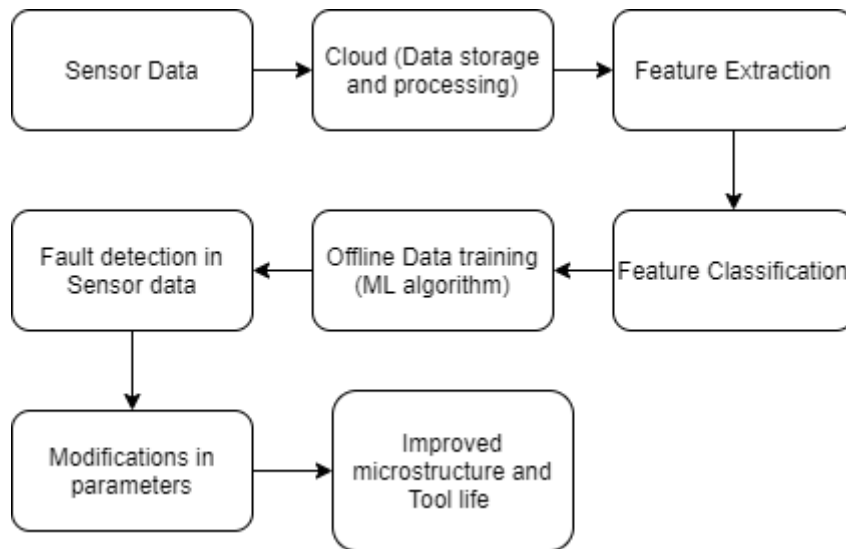 Sensor Data
Cloud (Data storage
and processing)
Feature Extraction
Feature Classification
Offline Data training
(ML algorithm)
Fault detection in
Sensor data
Modifications in
parameters
Improved
microstructure and
Tool life